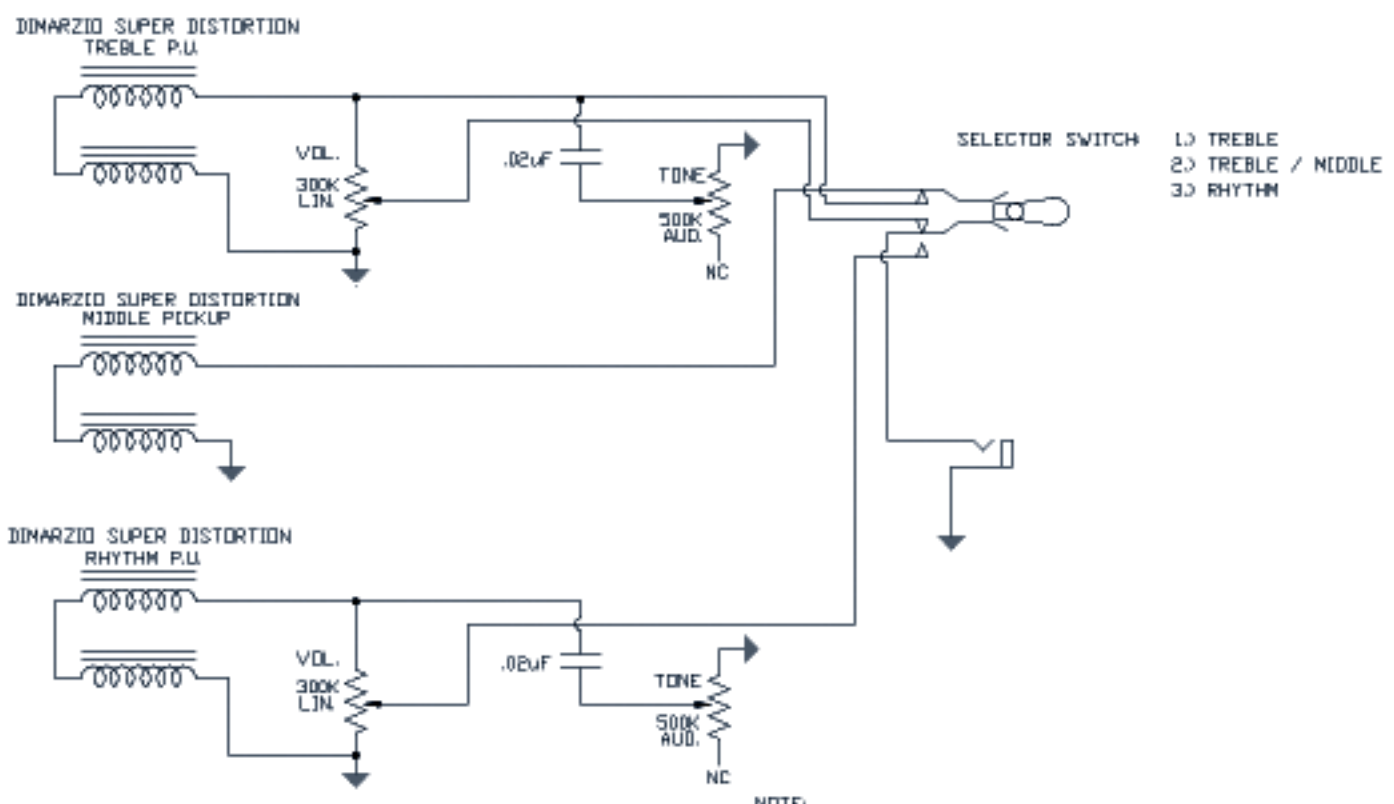 DIMARZIO SUPER DISTORTION
TREBLE P.U.
VOL.
300K
LIN.
.02uF
TONE
500K
AUD.
NC
SELECTOR SWITCH: 1.) TREBLE
2.) TREBLE / MIDDLE
3.) RHYTHM
DIMARZIO SUPER DISTORTION
MIDDLE PICKUP
DIMARZIO SUPER DISTORTION
RHYTHM P.U.
VOL.
300K
LIN.
.02uF
TONE
500K
AUD.
NC
NOTE: